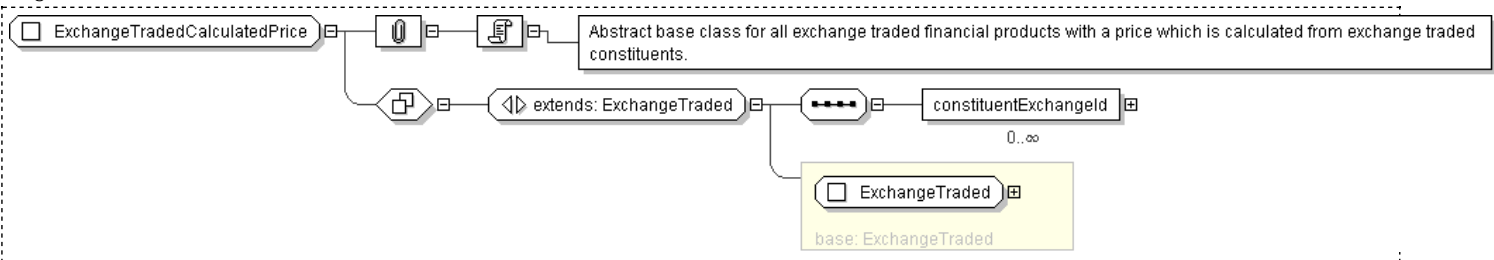 ExchangeTradedCalculatedPrice
Abstract base class for all exchange traded financial products with a price which is calculated from exchange traded
constituents.
extends: ExchangeTraded
constituentExchangeId
0..∞
ExchangeTraded
base: ExchangeTraded